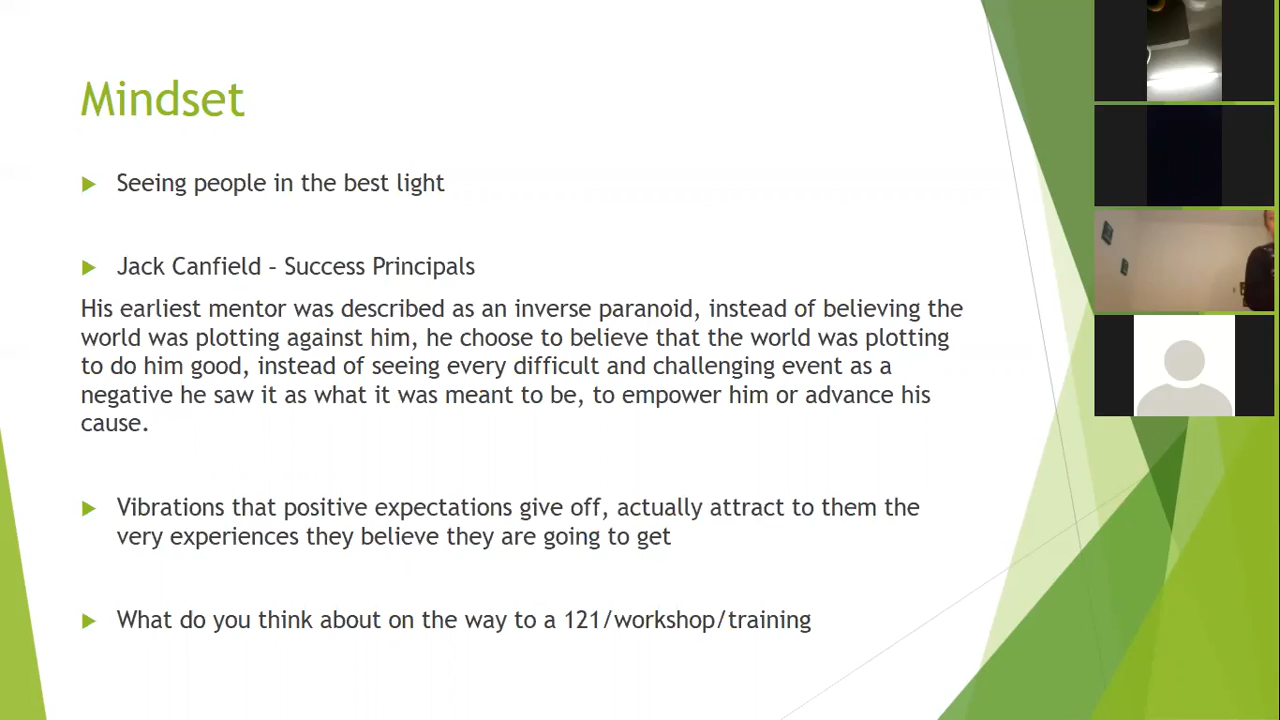 Mindset
Seeing people in the best light
Jack Canfield – Success Principals
His earliest mentor was described as an inverse paranoid, instead of believing the
world was plotting against him, he choose to believe that the world was plotting
to do him good, instead of seeing every difficult and challenging event as a
negative he saw it as what it was meant to be, to empower him or advance his
cause.
Vibrations that positive expectations give off, actually attract to them the
very experiences they believe they are going to get
What do you think about on the way to a 121/workshop/training